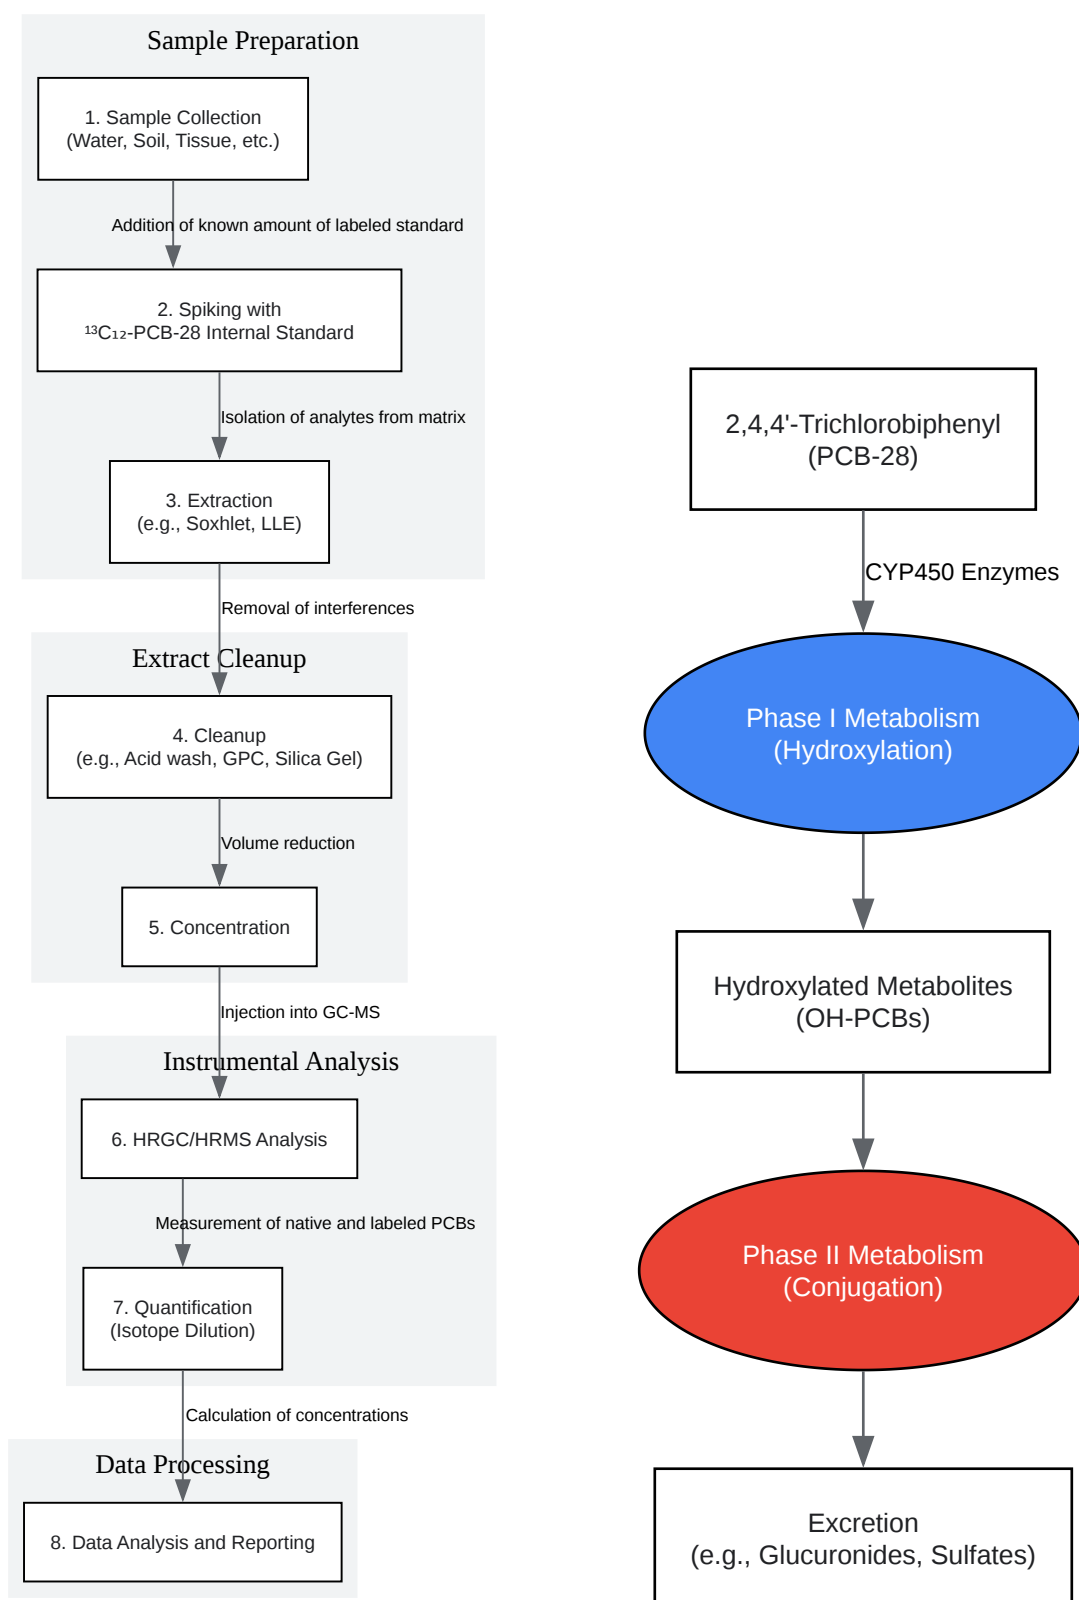 Sample Preparation
1. Sample Collection
(Water, Soil, Tissue, etc.)
Addition of known amount of labeled standard
2. Spiking with
¹³C₁₂-PCB-28 Internal Standard
Isolation of analytes from matrix
3. Extraction
(e.g., Soxhlet, LLE)
Removal of interferences
Extract Cleanup
4. Cleanup
(e.g., Acid wash, GPC, Silica Gel)
Volume reduction
5. Concentration
Injection into GC-MS
Instrumental Analysis
6. HRGC/HRMS Analysis
Measurement of native and labeled PCBs
7. Quantification
(Isotope Dilution)
Calculation of concentrations
Data Processing
8. Data Analysis and Reporting
2,4,4'-Trichlorobiphenyl
(PCB-28)
CYP450 Enzymes
Phase I Metabolism
(Hydroxylation)
Hydroxylated Metabolites
(OH-PCBs)
Phase II Metabolism
(Conjugation)
Excretion
(e.g., Glucuronides, Sulfates)